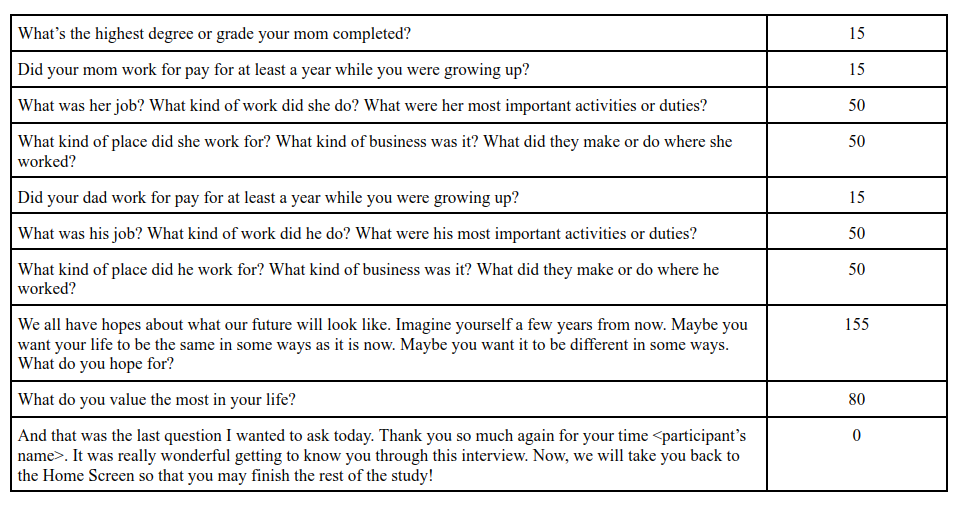 What’s the highest degree or grade your mom completed? 15
Did your mom work for pay for at least a year while you were growing up? 15
What was her job? What kind of work did she do? What were her most important activities or duties? 50
What kind of place did she work for? What kind of business was it? What did they make or do where she 50
worked?
Did your dad work for pay for at least a year while you were growing up? 15
What was his job? What kind of work did he do? What were his most important activities or duties? 50
What kind of place did he work for? What kind of business was it? What did they make or do where he 50
worked?
We all have hopes about what our future will look like. Imagine yourself a few years from now. Maybe you 155
want your life to be the same in some ways as it is now. Maybe you want it to be different in some ways.
What do you hope for?
What do you value the most in your life? 80
And that was the last question I wanted to ask today. Thank you so much again for your time <participant’s 0
name>. It was really wonderful getting to know you through this interview. Now, we will take you back to
the Home Screen so that you may finish the rest of the study!